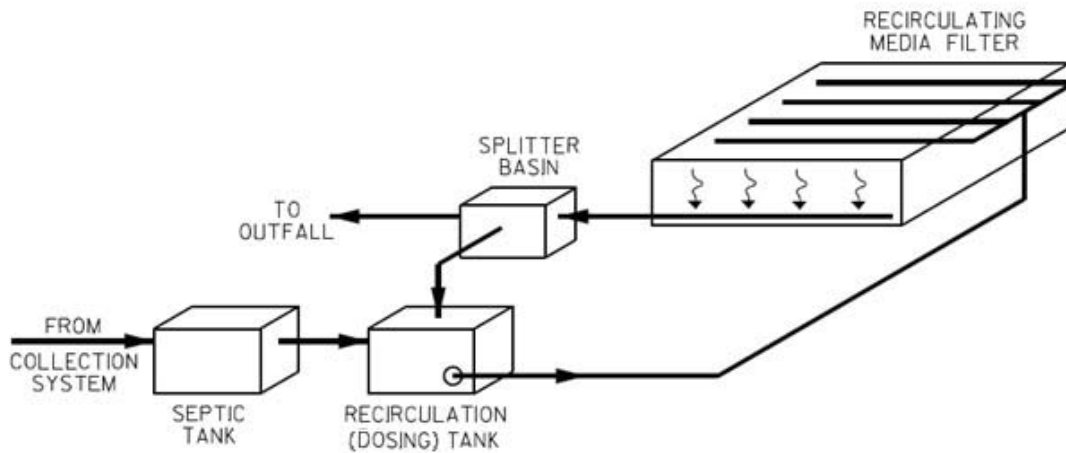 RECIRCULATING
MEDIA FILTER
SPLITTER
BASIN
TO
OUTFALL
FROM
COLLECTION
SYSTEM
SEPTIC
TANK
RECIRCULATION
(DOSING) TANK